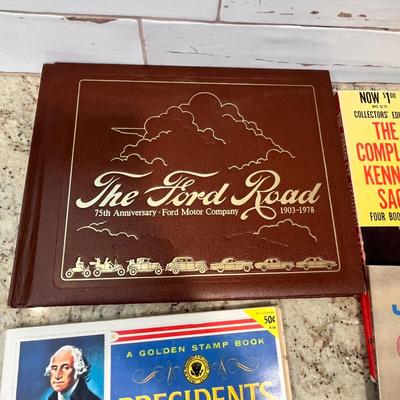 The Ford Road
75th Anniversary · Ford Motor Company 1903-1978
NOW $1.00
COLLECTORS' EDI
THE
COMPL
KENN
SA
FOUR BOO
50¢
A GOLDEN STAMP BOOK
PRESIDENTS